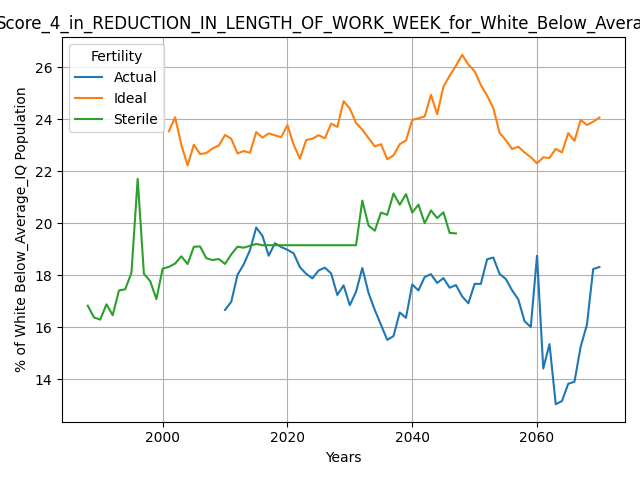 Score_4_in_REDUCTION_IN_LENGTH_OF_WORK_WEEK_for_White_Below_Avera
Fertility
Actual
Ideal
Sterile
% of White Below_Average_IQ Population
26
24
22
20
18
16
14
2000 2020 2040 2060
Years